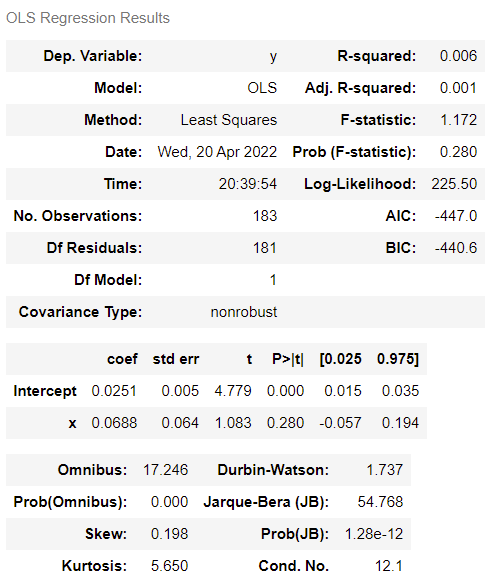 OLS Regression Results
Dep. Variable: y R-squared: 0.006
Model: OLS Adj. R-squared: 0.001
Method: Least Squares F-statistic: 1.172
Date: Wed, 20 Apr 2022 Prob (F-statistic): 0.280
Time: 20:39:54 Log-Likelihood: 225.50
No. Observations: 183 AIC: -447.0
Df Residuals: 181 BIC: -440.6
Df Model: 1
Covariance Type: nonrobust
coef std err t P>|t| [0.025 0.975]
Intercept 0.0251 0.005 4.779 0.000 0.015 0.035
x 0.0688 0.064 1.083 0.280 -0.057 0.194
Omnibus: 17.246 Durbin-Watson: 1.737
Prob(Omnibus): 0.000 Jarque-Bera (JB): 54.768
Skew: 0.198 Prob(JB): 1.28e-12
Kurtosis: 5.650 Cond. No. 12.1